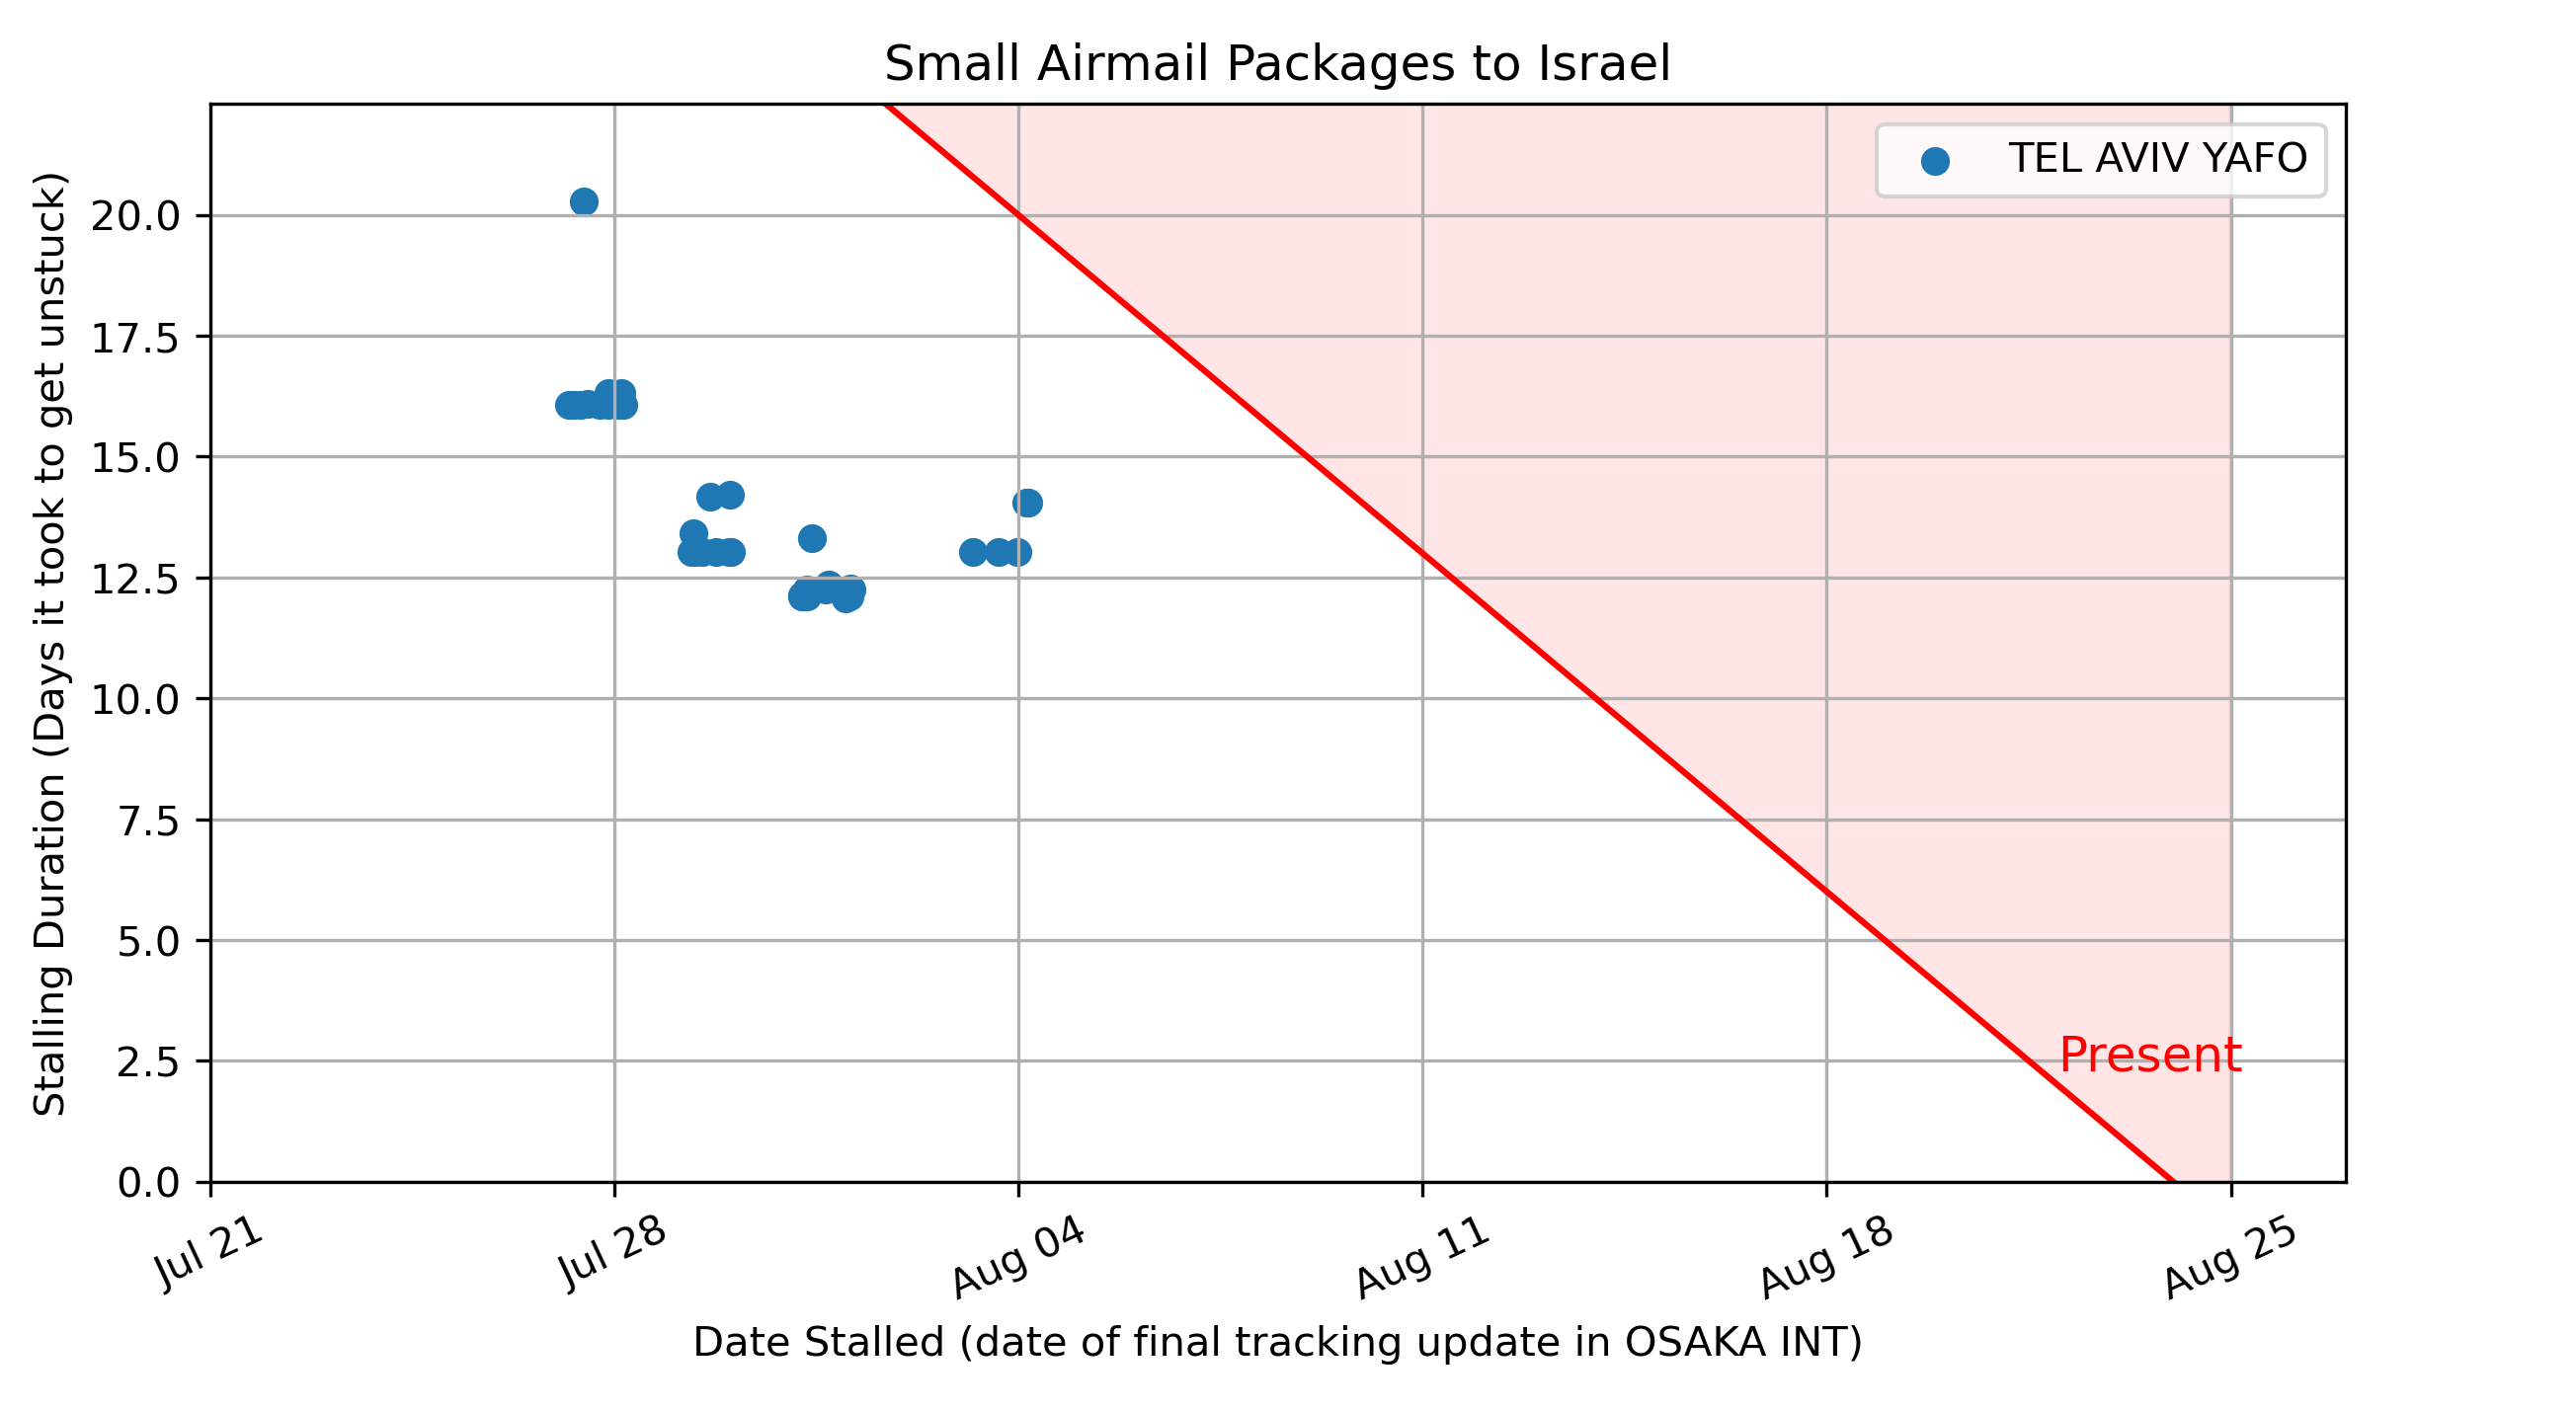 Small Airmail Packages to Israel
TEL AVIV YAFO
Stalling Duration (Days it took to get unstuck)
20.0
17.5
15.0
12.5
10.0
7.5
5.0
2.5
0.0
Present
Jul 21
Jul 28
Aug 04
Aug 11
Aug 18
Aug 25
Date Stalled (date of final tracking update in OSAKA INT)